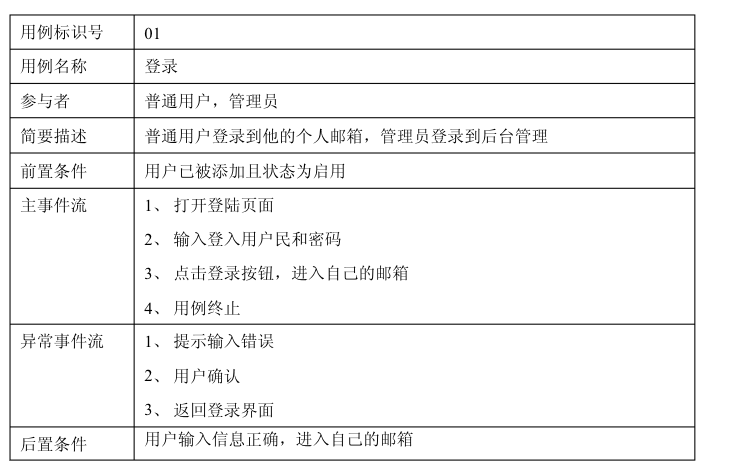 用例标识号 01
用例名称 登录
参与者 普通用户，管理员
简要描述 普通用户登录到他的个人邮箱，管理员登录到后台管理
前置条件 用户已被添加且状态为启用
主事件流 1、 打开登陆页面
2、 输入登入用户民和密码
3、 点击登录按钮，进入自己的邮箱
4、 用例终止
异常事件流 1、 提示输入错误
2、 用户确认
3、 返回登录界面
后置条件 用户输入信息正确，进入自己的邮箱